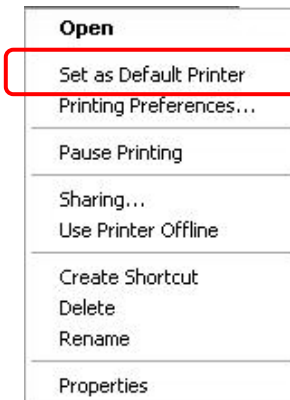 Open
Set as Default Printer
Printing Preferences...
Pause Printing
Sharing...
Use Printer Offline
Create Shortcut
Delete
Rename
Properties